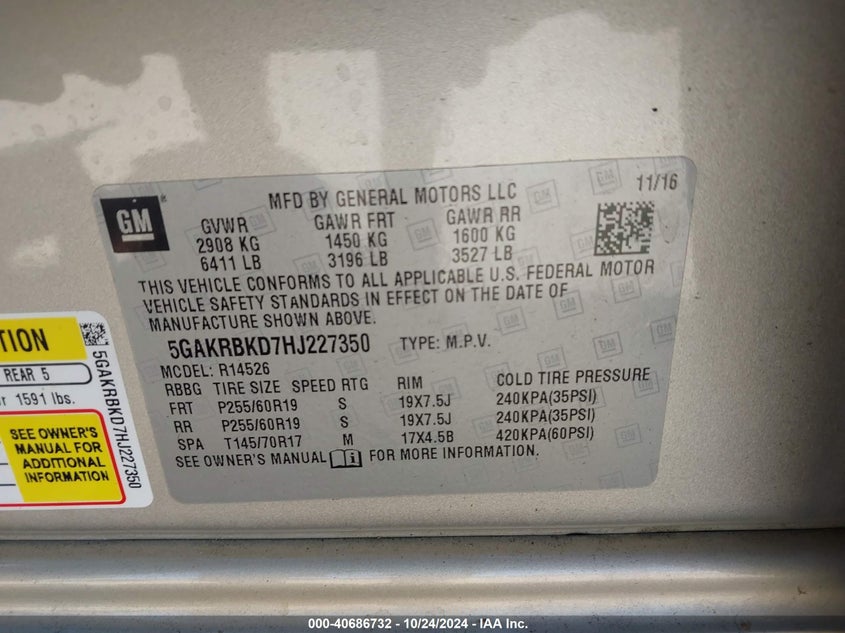 MFD BY GENERAL MOTORS LLC 11/16
GM
GVWR GAWR FRT GAWR RR
2908 KG 1450 KG 1600 KG
6411 LB 3196 LB 3527 LB
THIS VEHICLE CONFORMS TO ALL APPLICABLE U.S. FEDERAL MOTOR
VEHICLE SAFETY STANDARDS IN EFFECT ON THE DATE OF
MANUFACTURE SHOWN ABOVE.
5GAKRBKD7HJ227350 TYPE: M.P.V.
MODEL: R14526
RBBG TIRE SIZE SPEED RTG RIM COLD TIRE PRESSURE
FRT P255/60R19 S 19X7.5J 240KPA(35PSI)
RR P255/60R19 S 19X7.5J 240KPA(35PSI)
SPA T145/70R17 M 17X4.5B 420KPA(60PSI)
SEE OWNER'S MANUAL FOR MORE INFORMATION.
REAR 5
1591 lbs.
SEE OWNER'S
MANUAL FOR
ADDITIONAL
INFORMATION
5GAKRBKD7HJ227350
000-40686732 - 10/24/2024 - IAA Inc.